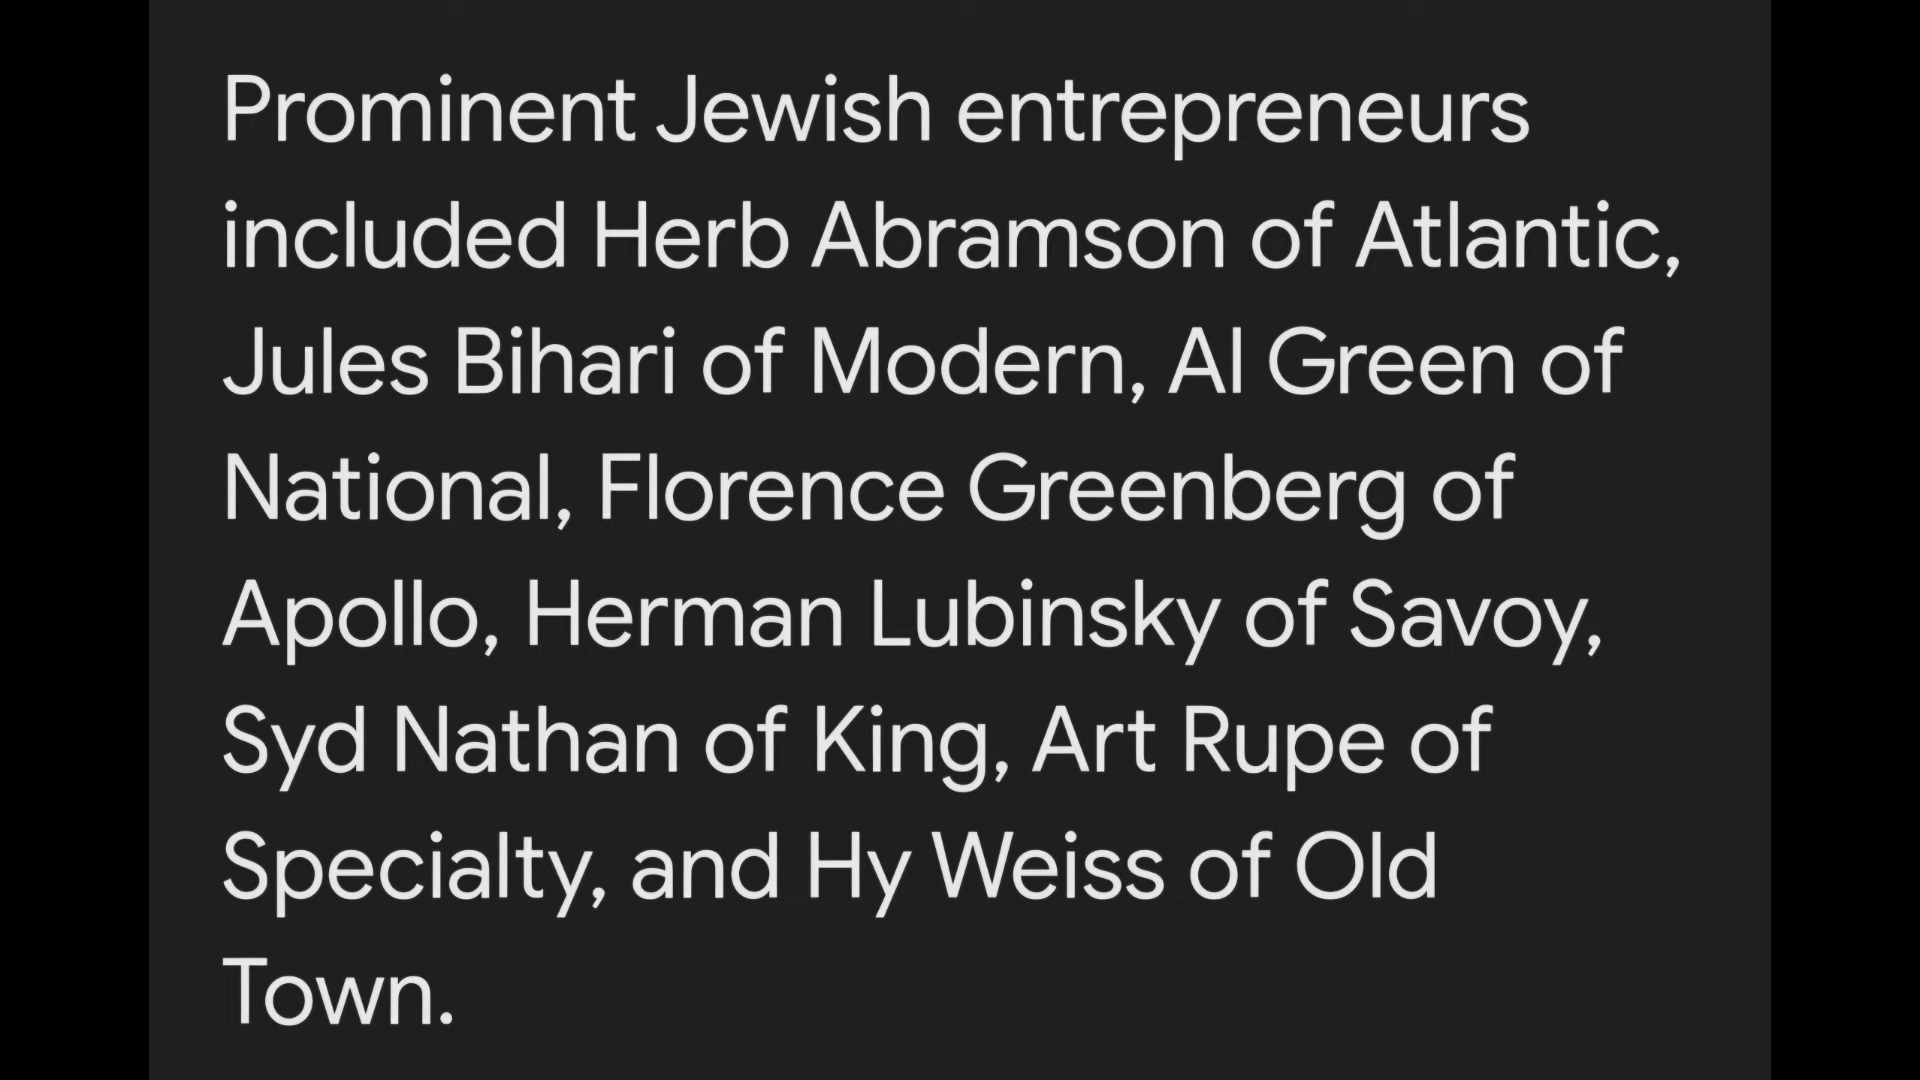 Prominent Jewish entrepreneurs
included Herb Abramson of Atlantic,
Jules Bihari of Modern, Al Green of
National, Florence Greenberg of
Apollo, Herman Lubinsky of Savoy,
Syd Nathan of King, Art Rupe of
Specialty, and Hy Weiss of Old
Town.